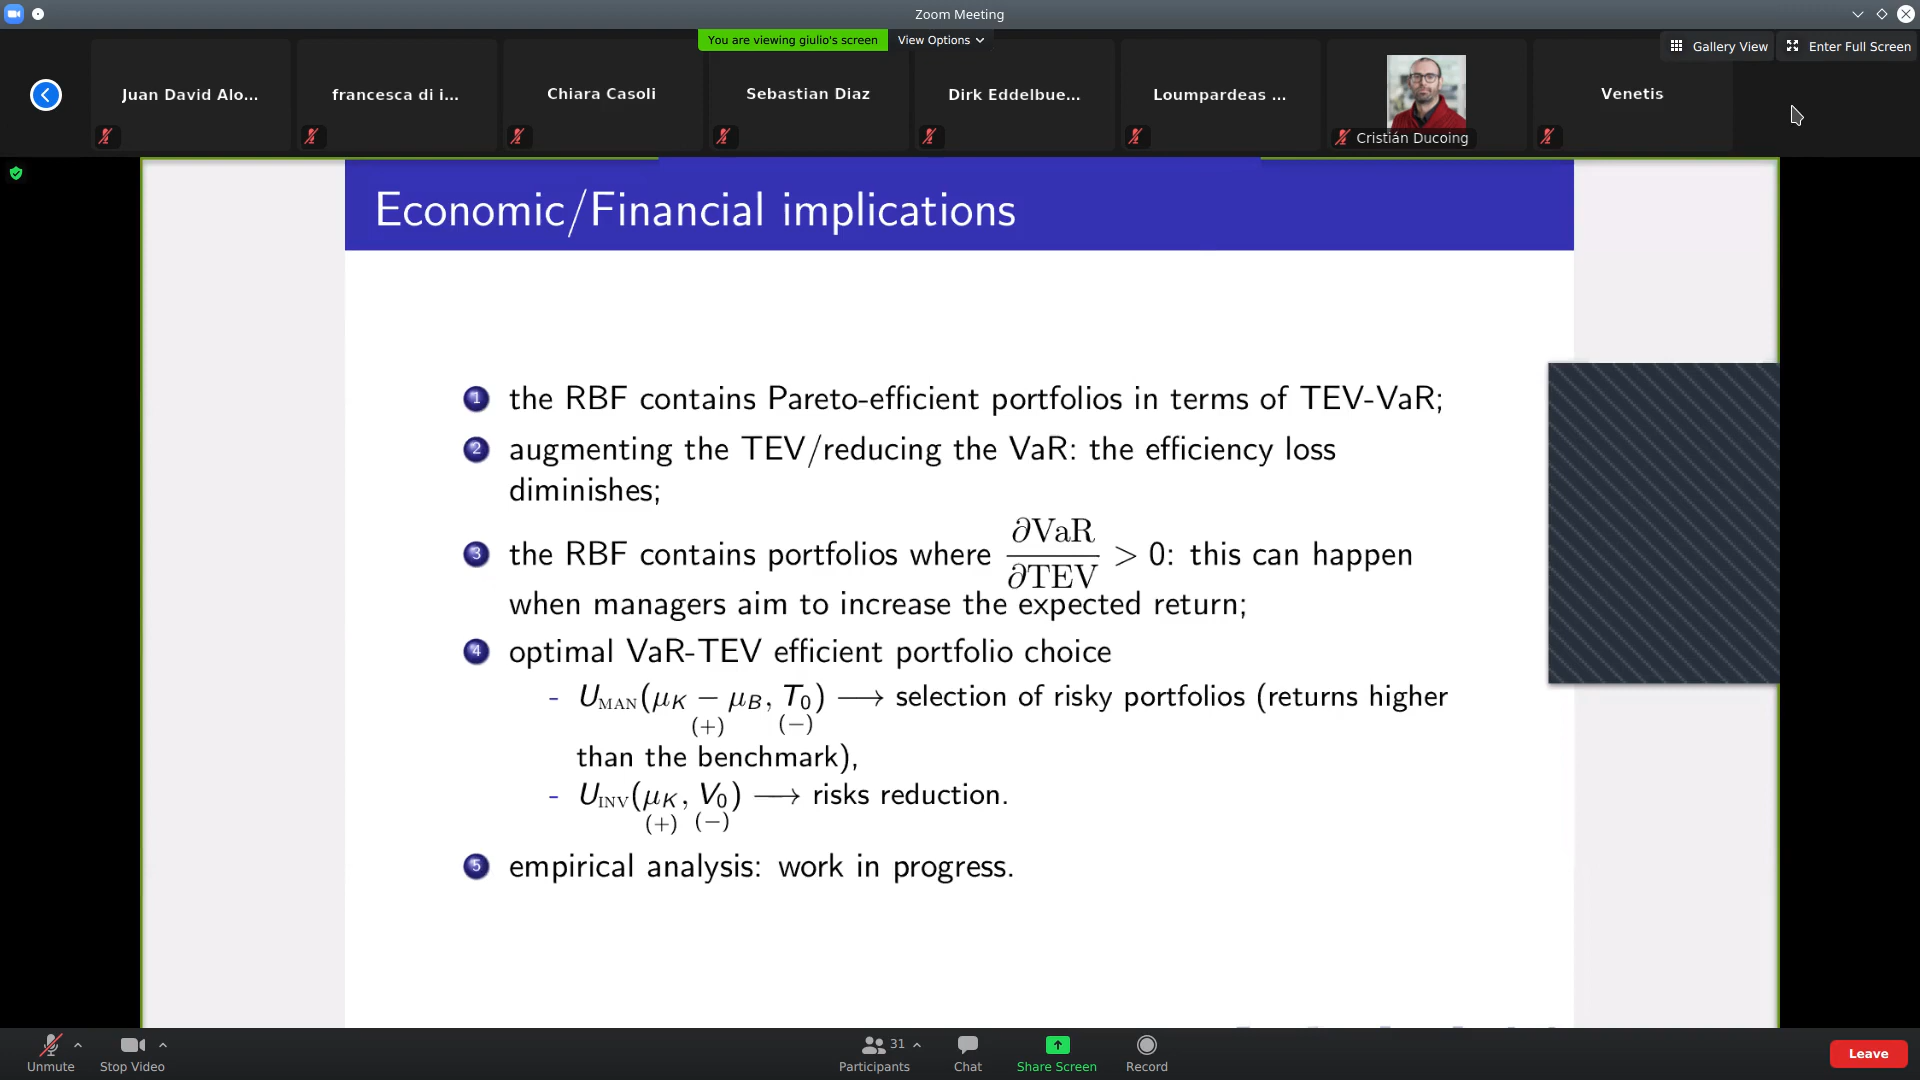 Zoom Meeting
You are viewing giulio's screen View Options
Gallery View Enter Full Screen
Juan David Alo... francesca di i... Chiara Casoli Sebastian Diaz Dirk Eddelbue... Loumpardeas ... Cristián Ducoing Venetis
Economic/Financial implications
1 the RBF contains Pareto-efficient portfolios in terms of TEV-VaR;
2 augmenting the TEV/reducing the VaR: the efficiency loss
diminishes;
3 the RBF contains portfolios where ∂VaR/∂TEV > 0: this can happen
when managers aim to increase the expected return;
4 optimal VaR-TEV efficient portfolio choice
- U_MAN(μ_K − μ_B, T_0) ⟶ selection of risky portfolios (returns higher
(+) (−)
than the benchmark),
- U_INV(μ_K, V_0) ⟶ risks reduction.
(+) (−)
5 empirical analysis: work in progress.
Unmute Stop Video Participants 31 Chat Share Screen Record Leave